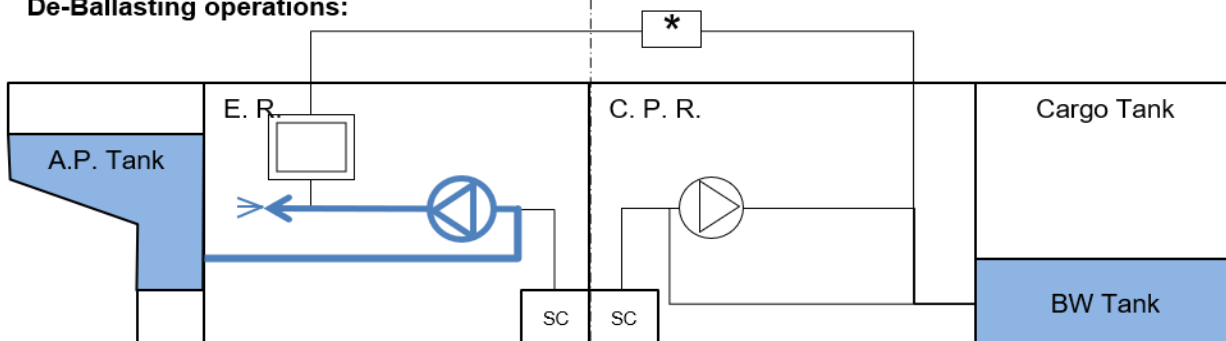 De-Ballasting operations:
*
E. R.
C. P. R.
Cargo Tank
A.P. Tank
BW Tank
SC
SC